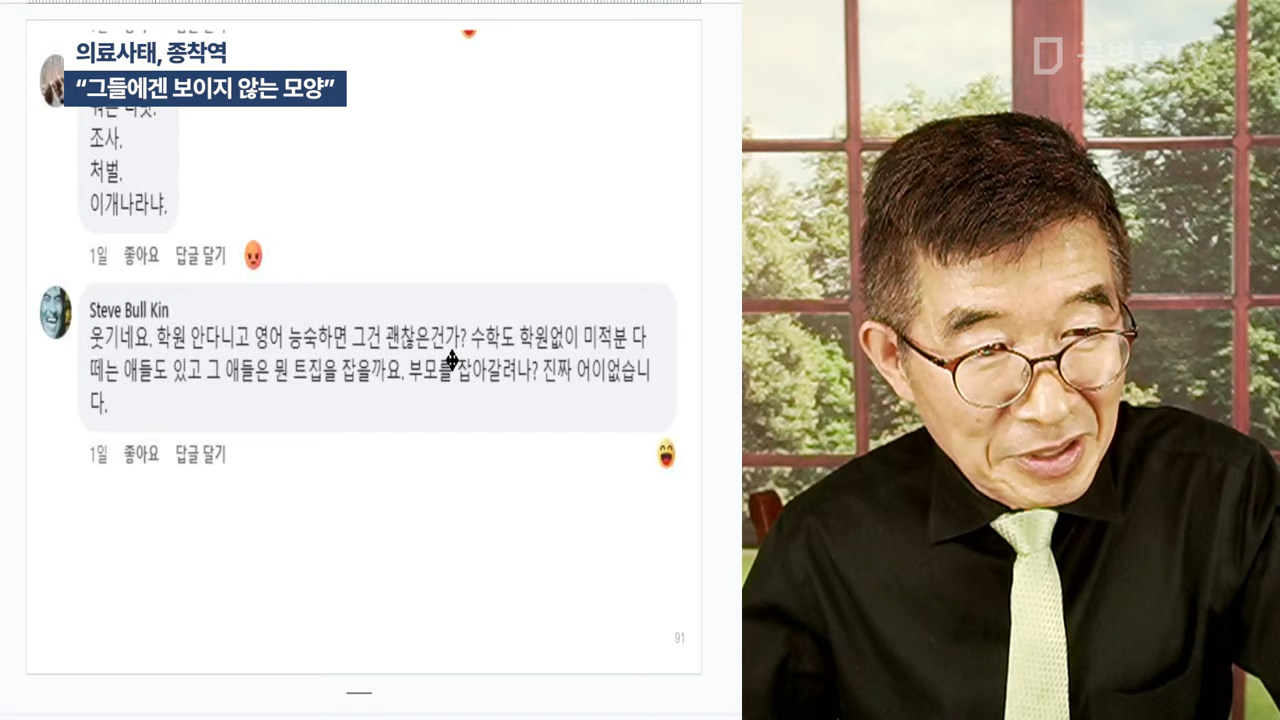 의료사태, 종착역
“그들에겐 보이지 않는 모양”
조사.
처벌.
이개나라냐.
1일 좋아요 답글 달기
Steve Bull Kin
웃기네요. 학원 안다니고 영어 능숙하면 그건 괜찮은건가? 수학도 학원없이 미적분 다
떼는 애들도 있고 그 애들은 뭔 트집을 잡을까요. 부모를 잡아갈려나? 진짜 어이없습니
다.
1일 좋아요 답글 달기
91
공병호TV